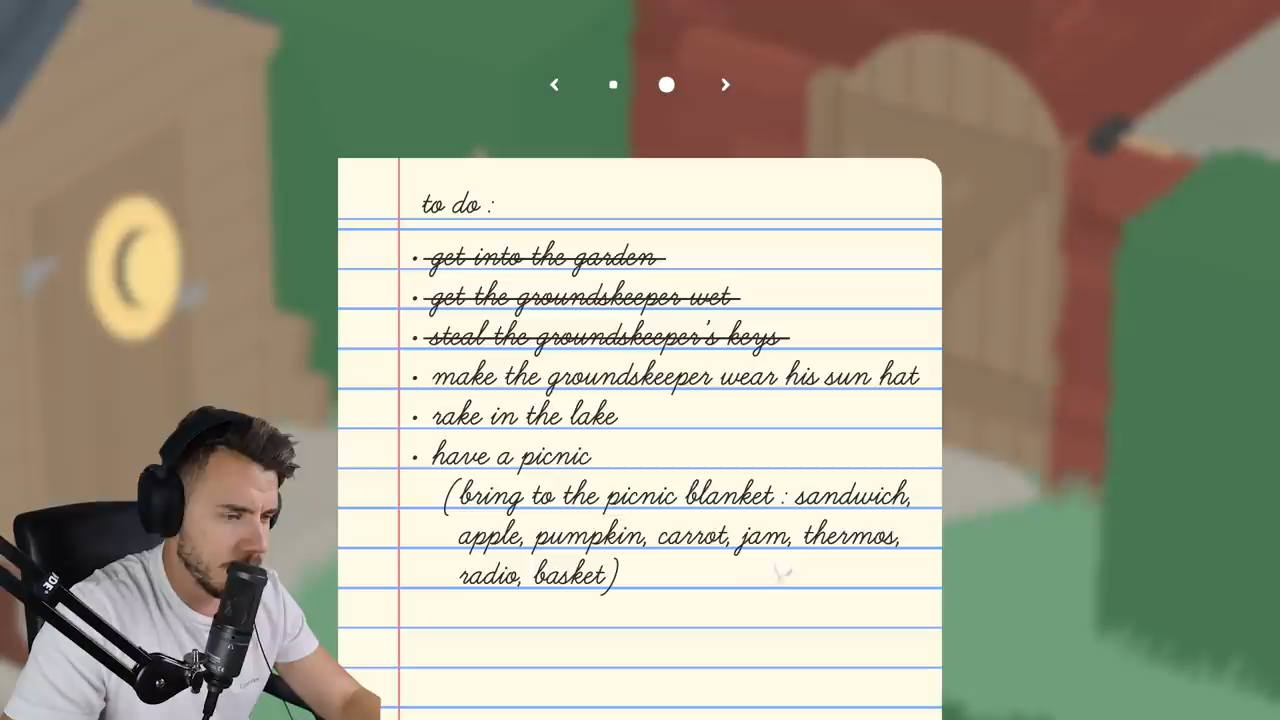 to do :
• get into the garden
• get the groundskeeper wet
• steal the groundskeeper's keys
• make the groundskeeper wear his sun hat
• rake in the lake
• have a picnic
(bring to the picnic blanket : sandwich,
apple, pumpkin, carrot, jam, thermos,
radio, basket)